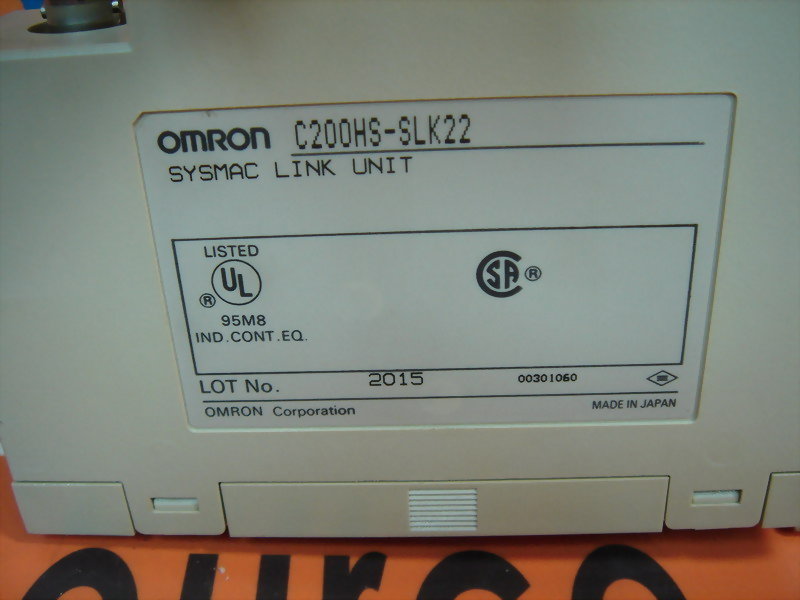 OMRON C200HS-SLK22
SYSMAC LINK UNIT
LISTED
UL ®
95M8
IND.CONT.EQ.
CSA ®
LOT No. 2015 00301060
OMRON Corporation MADE IN JAPAN